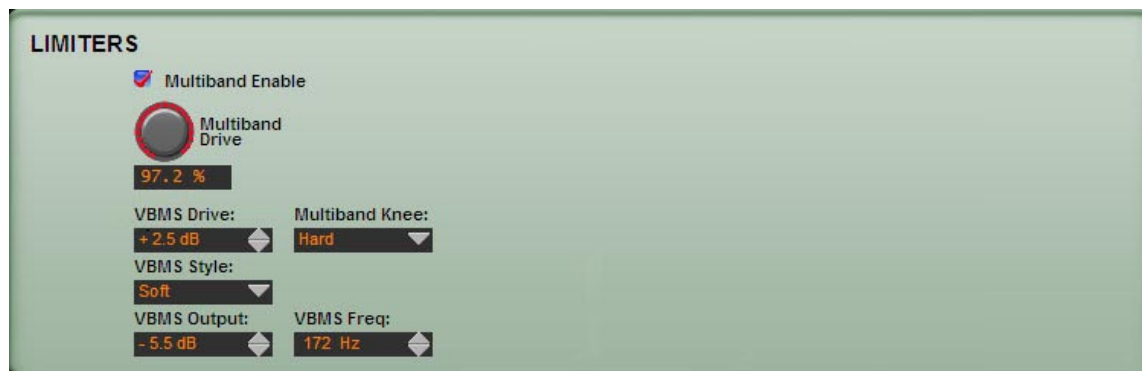 LIMITERS
Multiband Enable
Multiband
Drive
97.2 %
VBMS Drive: Multiband Knee:
+ 2.5 dB Hard
VBMS Style:
Soft
VBMS Output: VBMS Freq:
- 5.5 dB 172 Hz